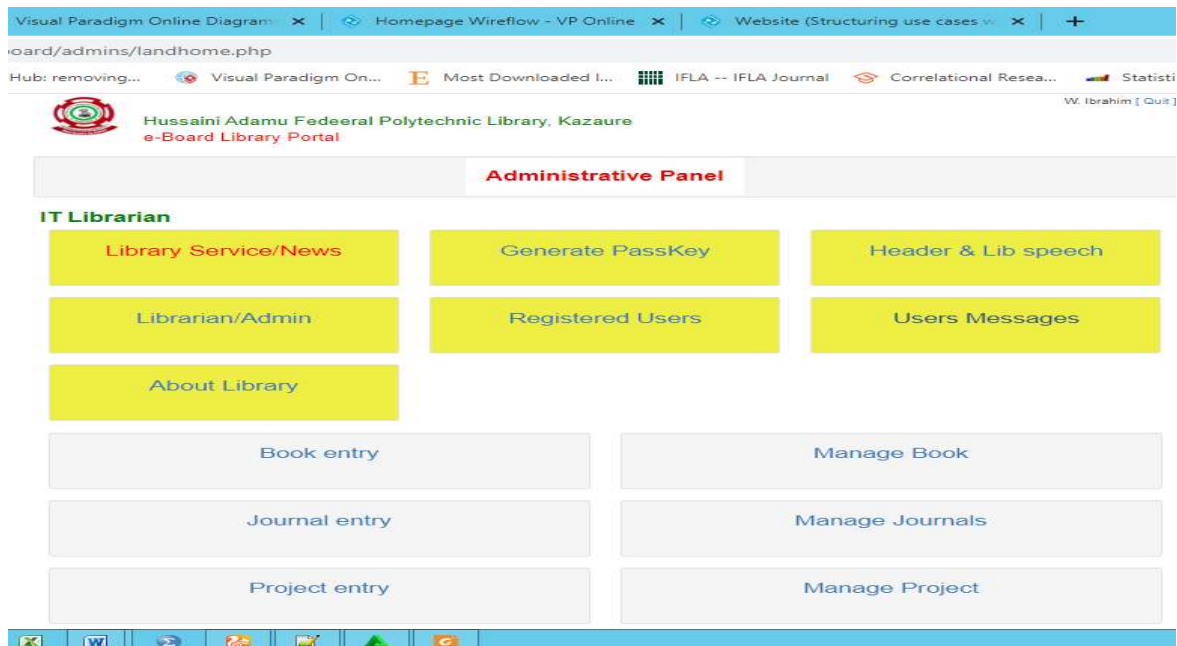 Visual Paradigm Online Diagram Homepage Wireflow - VP Online Website (Structuring use cases w
oard/admins/landhome.php
Hub: removing... Visual Paradigm On... E Most Downloaded I... IFLA -- IFLA Journal Correlational Resea... Statisti
W. Ibrahim [ Quit ]
Hussaini Adamu Fedeeral Polytechnic Library, Kazaure
e-Board Library Portal
Administrative Panel
IT Librarian
Library Service/News Generate PassKey Header & Lib speech
Librarian/Admin Registered Users Users Messages
About Library
Book entry Manage Book
Journal entry Manage Journals
Project entry Manage Project